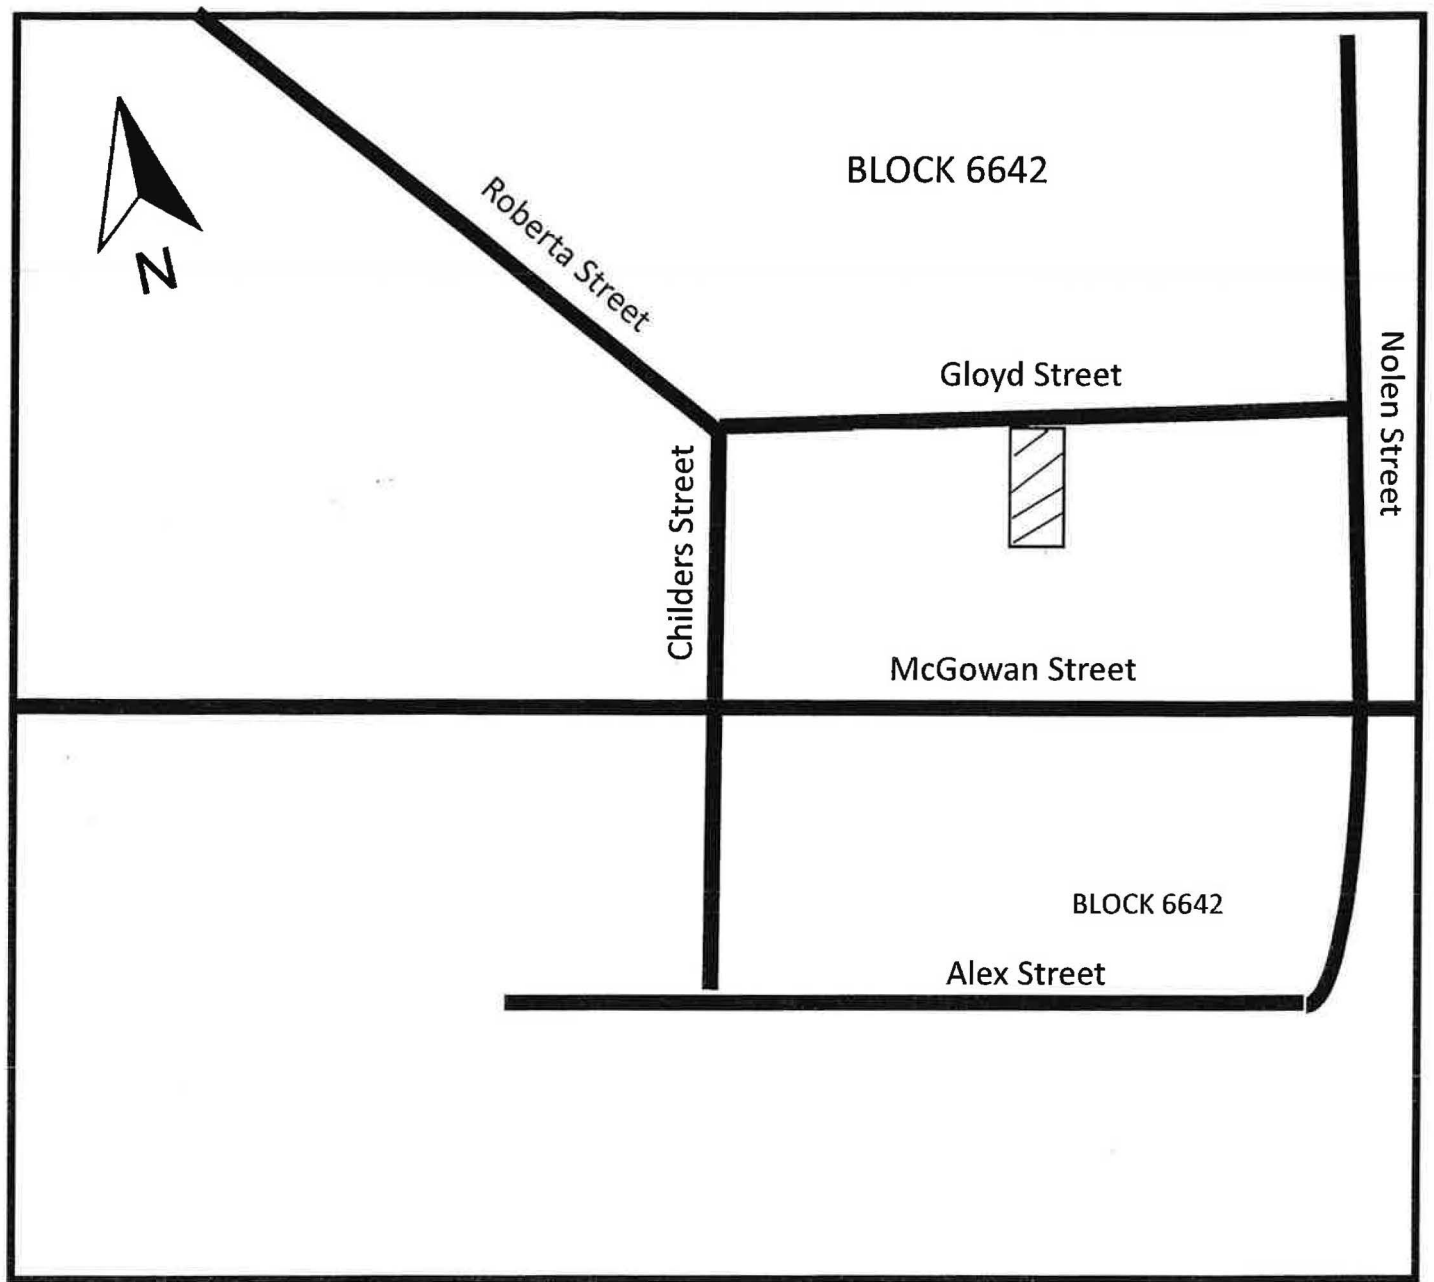 BLOCK 6642
Roberta Street
N
Gloyd Street
Nolen Street
Childers Street
McGowan Street
BLOCK 6642
Alex Street